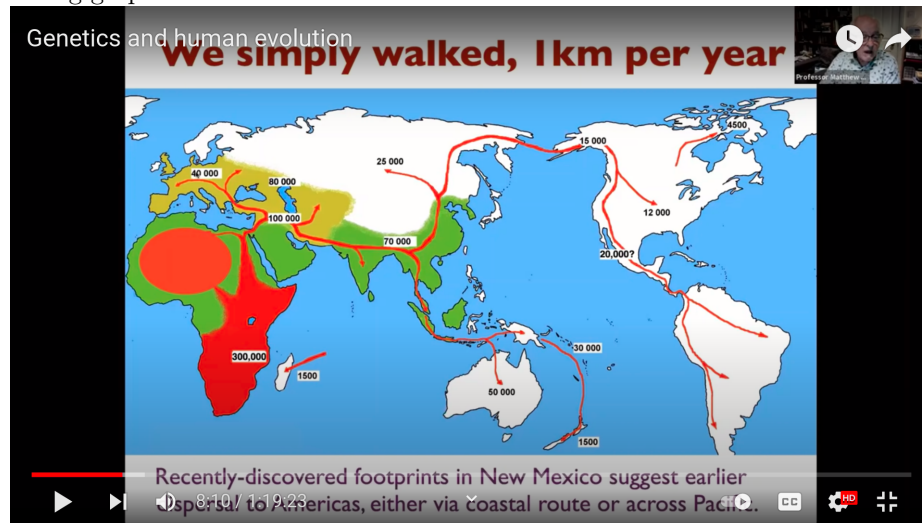 Genetics and human evolution
We simply walked, 1km per year
Professor Matthew
4500
15 000
25 000
40 000
80 000
12 000
100 000
70 000
20,000?
30 000
300,000
1500
50 000
1500
Recently-discovered footprints in New Mexico suggest earlier
dispersal to Americas, either via coastal route or across
8:10 / 1:19:23
CC
HD